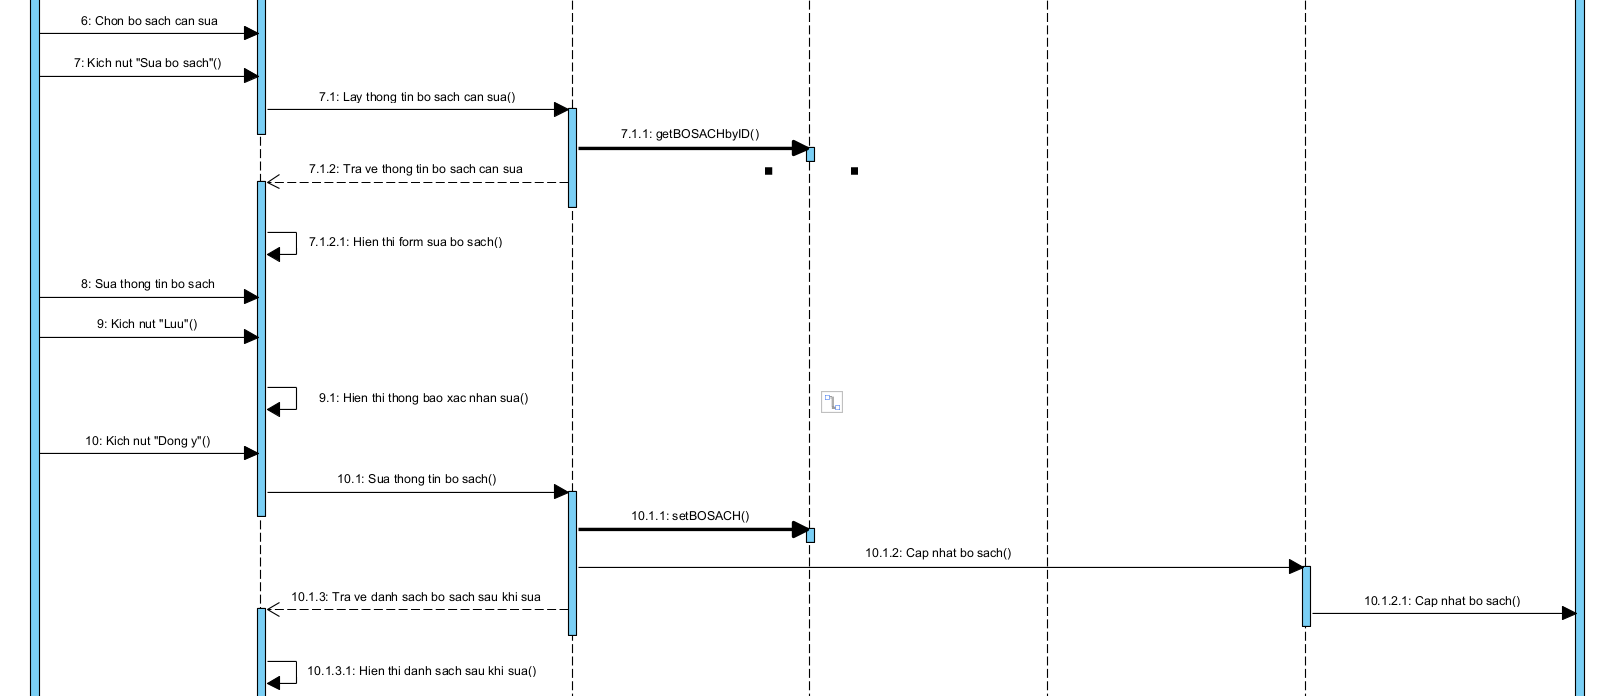 6: Chon bo sach can sua
7: Kich nut "Sua bo sach"()
7.1: Lay thong tin bo sach can sua()
7.1.1: getBOSACHbyID()
7.1.2: Tra ve thong tin bo sach can sua
7.1.2.1: Hien thi form sua bo sach()
8: Sua thong tin bo sach
9: Kich nut "Luu"()
9.1: Hien thi thong bao xac nhan sua()
10: Kich nut "Dong y"()
10.1: Sua thong tin bo sach()
10.1.1: setBOSACH()
10.1.2: Cap nhat bo sach()
10.1.3: Tra ve danh sach bo sach sau khi sua
10.1.2.1: Cap nhat bo sach()
10.1.3.1: Hien thi danh sach sau khi sua()